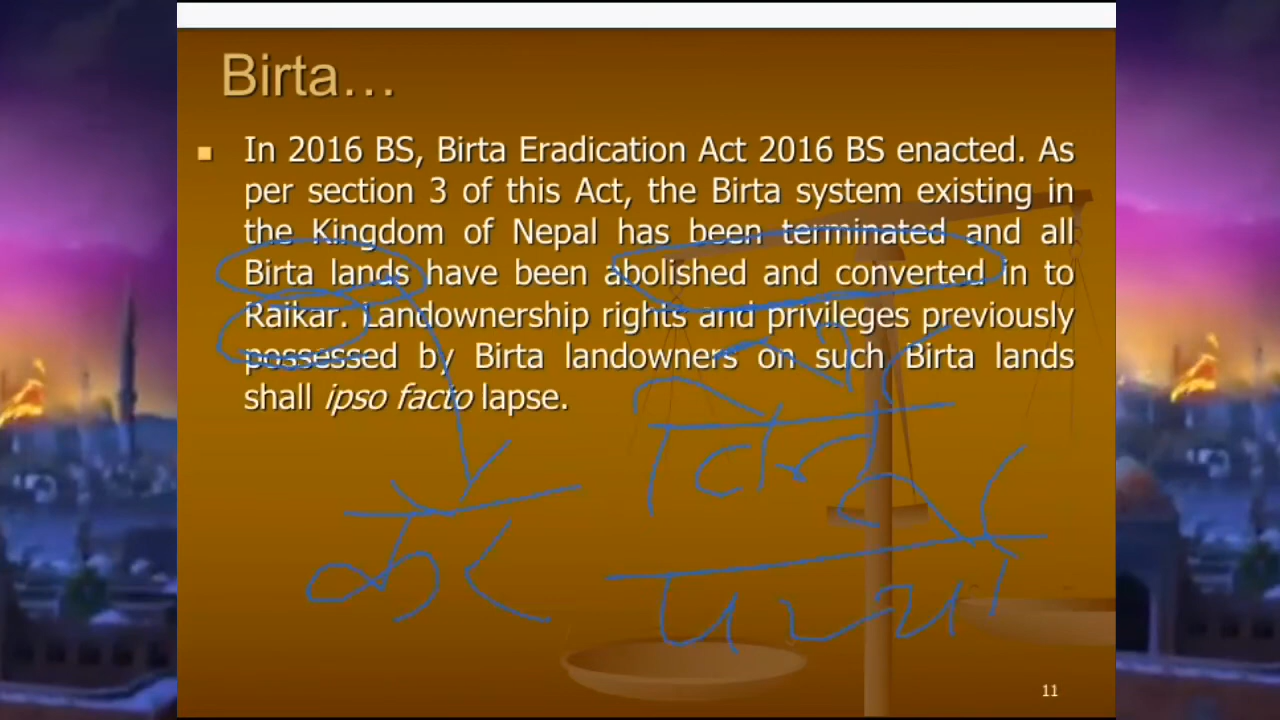 Birta…
In 2016 BS, Birta Eradication Act 2016 BS enacted. As
per section 3 of this Act, the Birta system existing in
the Kingdom of Nepal has been terminated and all
Birta lands have been abolished and converted in to
Raikar. Landownership rights and privileges previously
possessed by Birta landowners on such Birta lands
shall ipso facto lapse.
कर
11